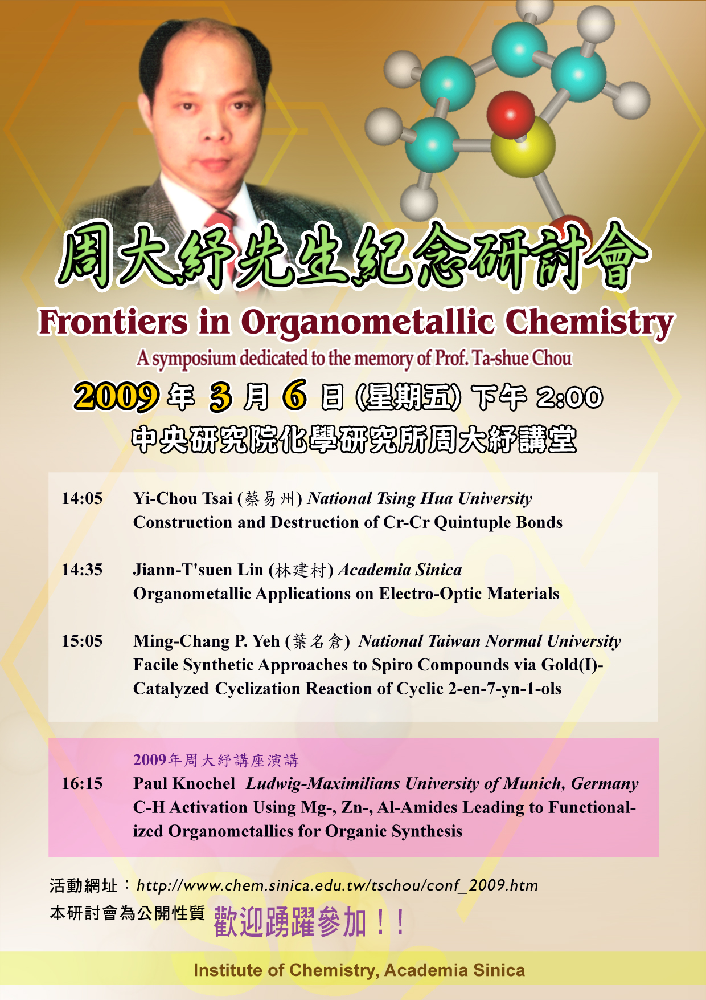 周大紓先生紀念研討會
Frontiers in Organometallic Chemistry
A symposium dedicated to the memory of Prof. Ta-shue Chou
2009 年 3 月 6 日 (星期五) 下午 2:00
中央研究院化學研究所周大紓講堂
14:05 Yi-Chou Tsai (蔡易州) National Tsing Hua University
Construction and Destruction of Cr-Cr Quintuple Bonds
14:35 Jiann-T'suen Lin (林建村) Academia Sinica
Organometallic Applications on Electro-Optic Materials
15:05 Ming-Chang P. Yeh (葉名倉) National Taiwan Normal University
Facile Synthetic Approaches to Spiro Compounds via Gold(I)-
Catalyzed Cyclization Reaction of Cyclic 2-en-7-yn-1-ols
2009年周大紓講座演講
16:15 Paul Knochel Ludwig-Maximilians University of Munich, Germany
C-H Activation Using Mg-, Zn-, Al-Amides Leading to Functional-
ized Organometallics for Organic Synthesis
活動網址：http://www.chem.sinica.edu.tw/tschou/conf_2009.htm
本研討會為公開性質 歡迎踴躍參加！！
SO2
SO2
SO2
Institute of Chemistry, Academia Sinica